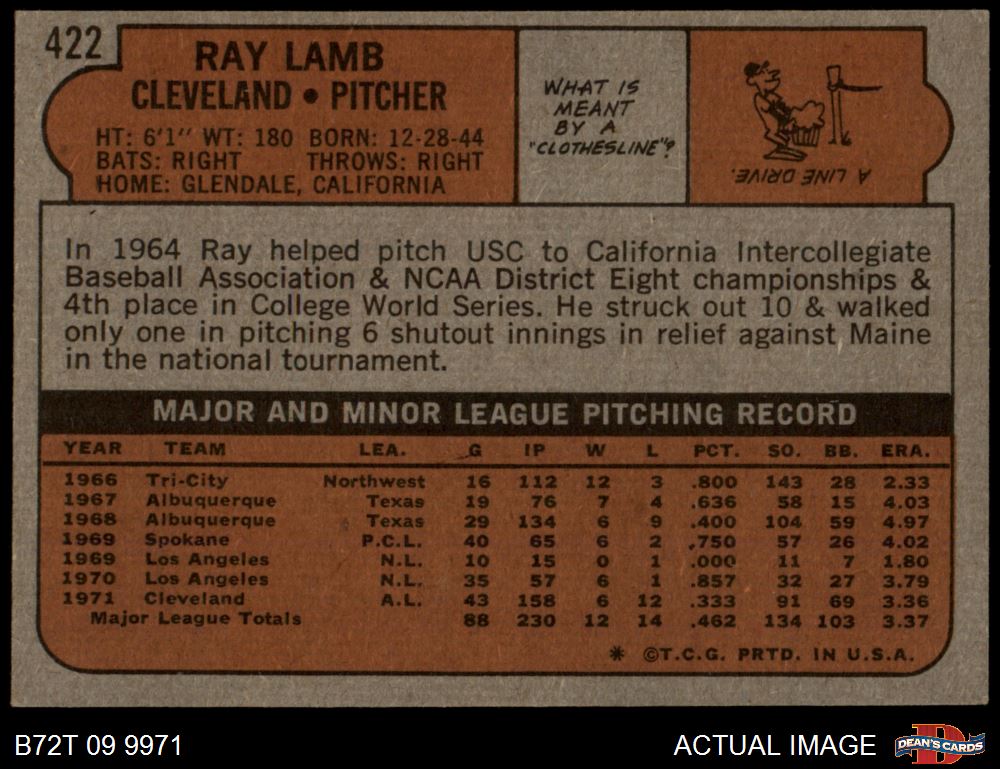 422
RAY LAMB
CLEVELAND • PITCHER
HT: 6'1" WT: 180 BORN: 12-28-44
BATS: RIGHT THROWS: RIGHT
HOME: GLENDALE, CALIFORNIA
WHAT IS
MEANT
BY A
"CLOTHESLINE"?
A LINE DRIVE.
In 1964 Ray helped pitch USC to California Intercollegiate
Baseball Association & NCAA District Eight championships &
4th place in College World Series. He struck out 10 & walked
only one in pitching 6 shutout innings in relief against Maine
in the national tournament.
MAJOR AND MINOR LEAGUE PITCHING RECORD
YEAR TEAM LEA. G IP W L PCT. SO. BB. ERA.
1966 Tri-City Northwest 16 112 12 3 .800 143 28 2.33
1967 Albuquerque Texas 19 76 7 4 .636 58 15 4.03
1968 Albuquerque Texas 29 134 6 9 .400 104 59 4.97
1969 Spokane P.C.L. 40 65 6 2 .750 57 26 4.02
1969 Los Angeles N.L. 10 15 0 1 .000 11 7 1.80
1970 Los Angeles N.L. 35 57 6 1 .857 32 27 3.79
1971 Cleveland A.L. 43 158 6 12 .333 91 69 3.36
Major League Totals 88 230 12 14 .462 134 103 3.37
* ©T.C.G. PRTD. IN U.S.A.
B72T 09 9971
ACTUAL IMAGE
D
DEAN'S CARDS